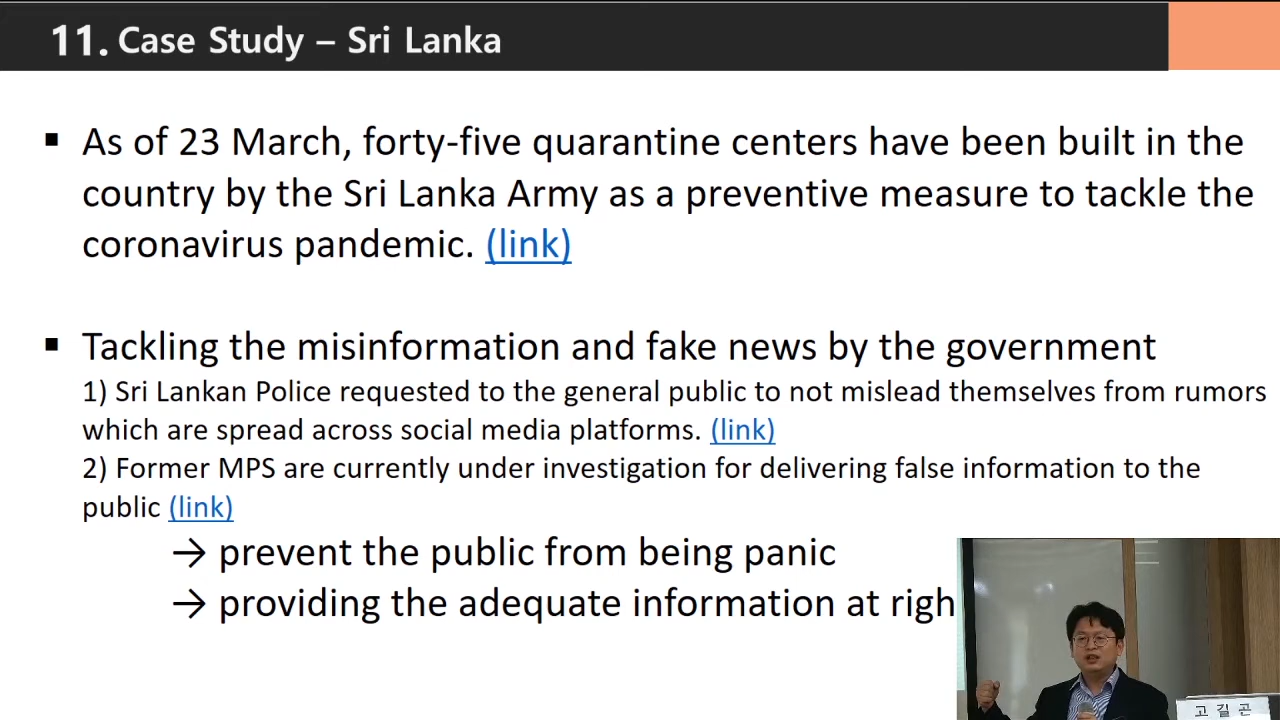 11. Case Study – Sri Lanka
▪ As of 23 March, forty-five quarantine centers have been built in the
country by the Sri Lanka Army as a preventive measure to tackle the
coronavirus pandemic. (link)
▪ Tackling the misinformation and fake news by the government
1) Sri Lankan Police requested to the general public to not mislead themselves from rumors
which are spread across social media platforms. (link)
2) Former MPS are currently under investigation for delivering false information to the
public (link)
→ prevent the public from being panic
→ providing the adequate information at righ
고 길 곤